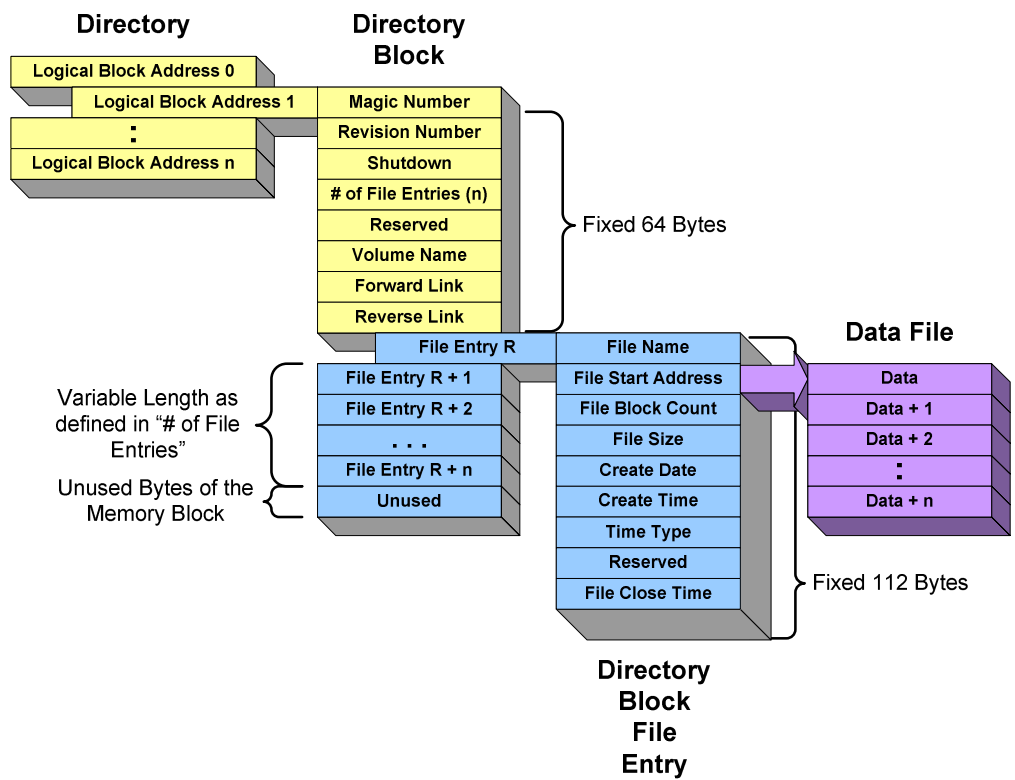 Directory
Logical Block Address 0
Logical Block Address 1
:
Logical Block Address n
Directory
Block
Magic Number
Revision Number
Shutdown
# of File Entries (n)
Reserved
Volume Name
Forward Link
Reverse Link
Fixed 64 Bytes
File Entry R
File Entry R + 1
File Entry R + 2
. . .
File Entry R + n
Unused
Variable Length as
defined in “# of File
Entries”
Unused Bytes of the
Memory Block
File Name
File Start Address
File Block Count
File Size
Create Date
Create Time
Time Type
Reserved
File Close Time
Fixed 112 Bytes
Directory
Block
File
Entry
Data File
Data
Data + 1
Data + 2
:
Data + n